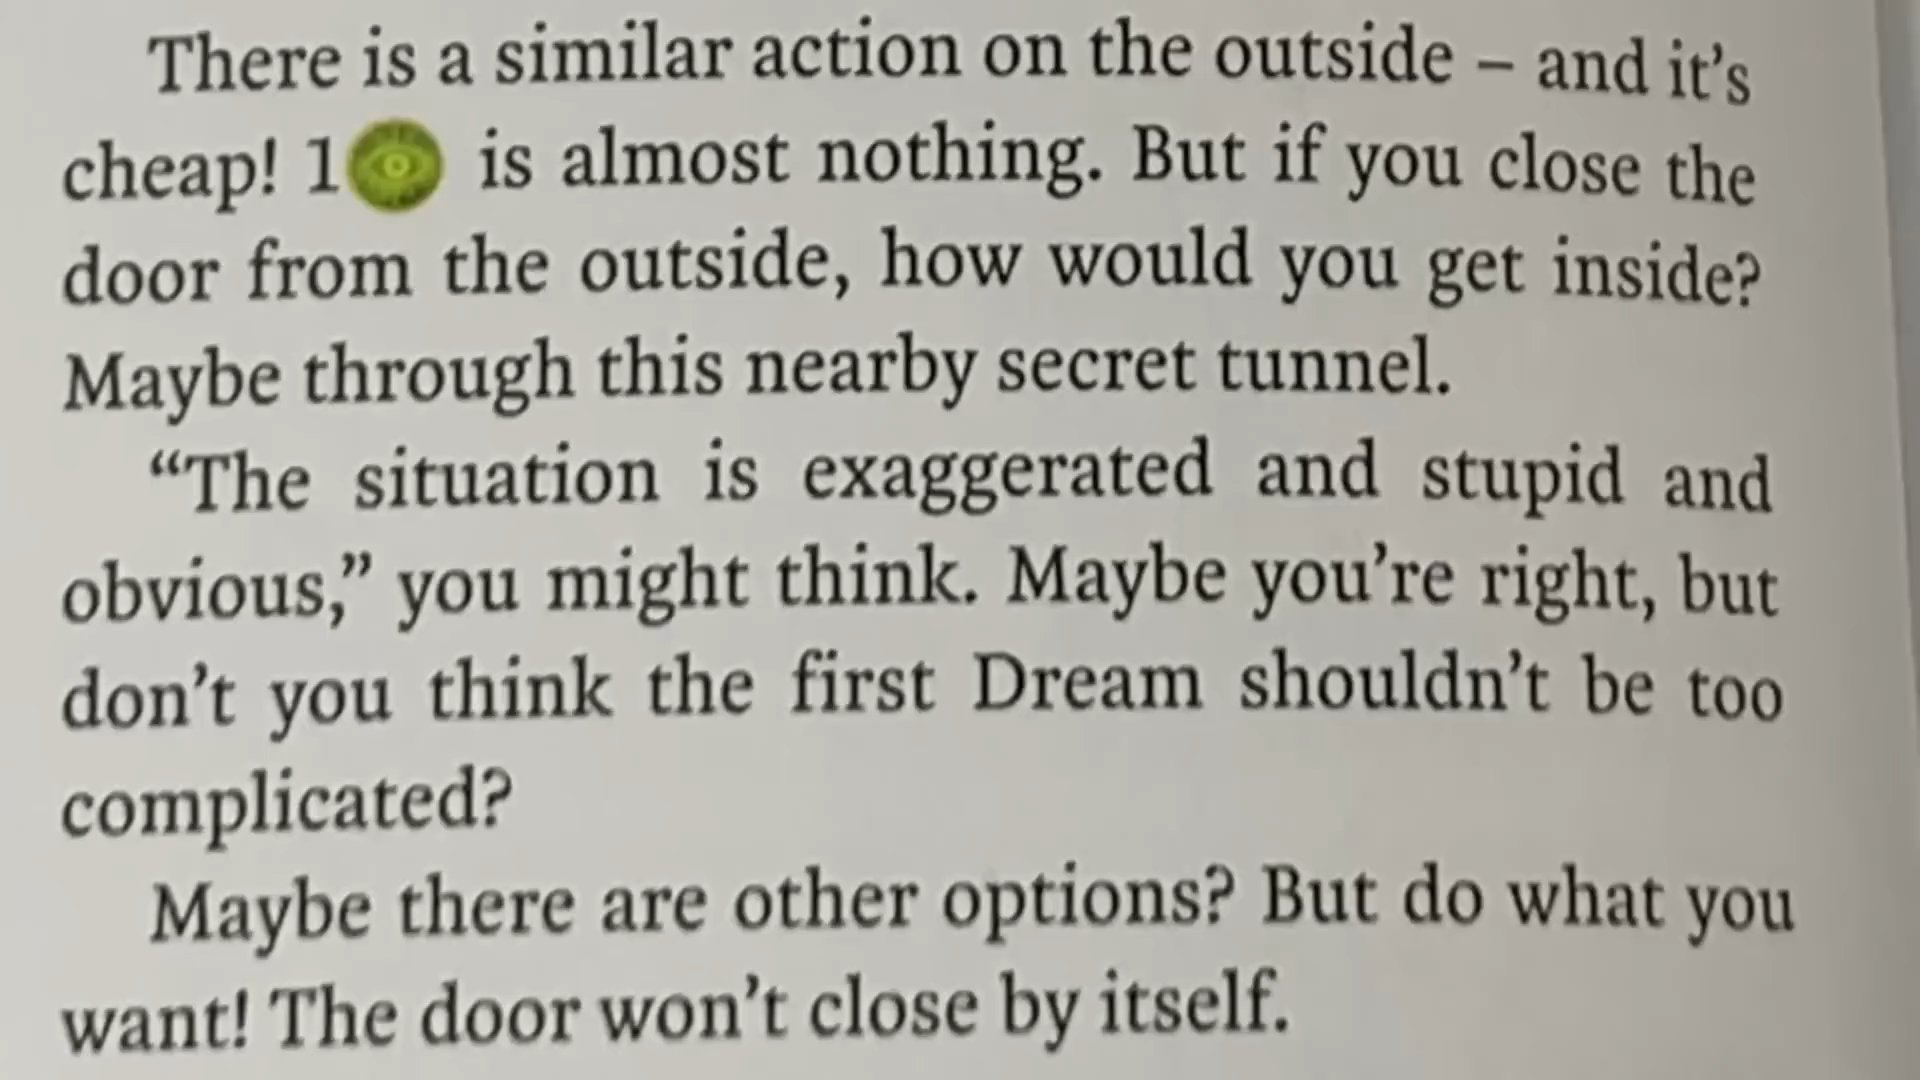 There is a similar action on the outside – and it's
cheap! 1 is almost nothing. But if you close the
door from the outside, how would you get inside?
Maybe through this nearby secret tunnel.
“The situation is exaggerated and stupid and
obvious,” you might think. Maybe you’re right, but
don’t you think the first Dream shouldn’t be too
complicated?
Maybe there are other options? But do what you
want! The door won’t close by itself.